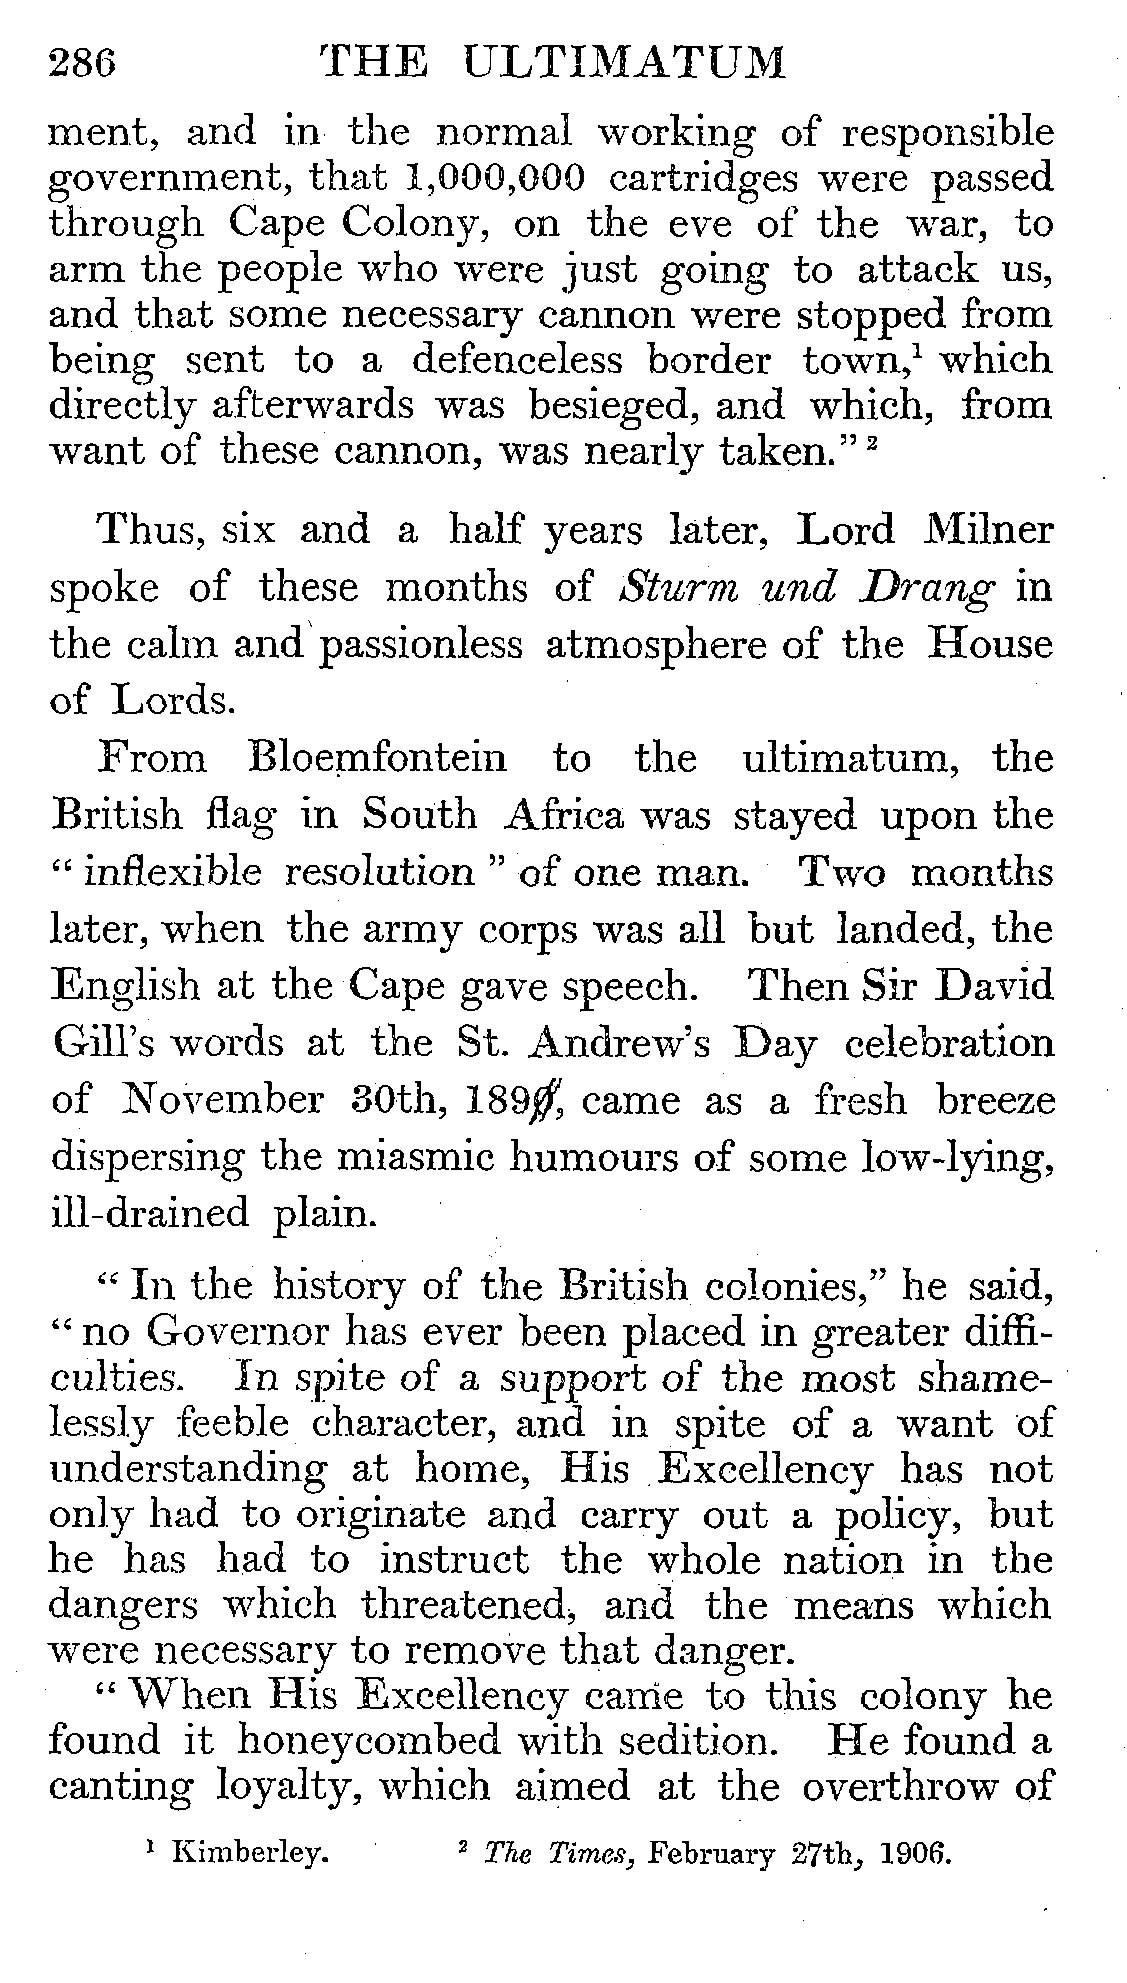 286 THE ULTIMATUM
ment, and in the normal working of responsible
government, that 1,000,000 cartridges were passed
through Cape Colony, on the eve of the war, to
arm the people who were just going to attack us,
and that some necessary cannon were stopped from
being sent to a defenceless border town,¹ which
directly afterwards was besieged, and which, from
want of these cannon, was nearly taken.” ²
Thus, six and a half years later, Lord Milner
spoke of these months of Sturm und Drang in
the calm and passionless atmosphere of the House
of Lords.
From Bloemfontein to the ultimatum, the
British flag in South Africa was stayed upon the
“ inflexible resolution ” of one man. Two months
later, when the army corps was all but landed, the
English at the Cape gave speech. Then Sir David
Gill’s words at the St. Andrew’s Day celebration
of November 30th, 189 , came as a fresh breeze
dispersing the miasmic humours of some low-lying,
ill-drained plain.
“ In the history of the British colonies,” he said,
“ no Governor has ever been placed in greater diffi-
culties. In spite of a support of the most shame-
lessly feeble character, and in spite of a want of
understanding at home, His Excellency has not
only had to originate and carry out a policy, but
he has had to instruct the whole nation in the
dangers which threatened, and the means which
were necessary to remove that danger.
“ When His Excellency came to this colony he
found it honeycombed with sedition. He found a
canting loyalty, which aimed at the overthrow of
¹ Kimberley. ² The Times, February 27th, 1906.